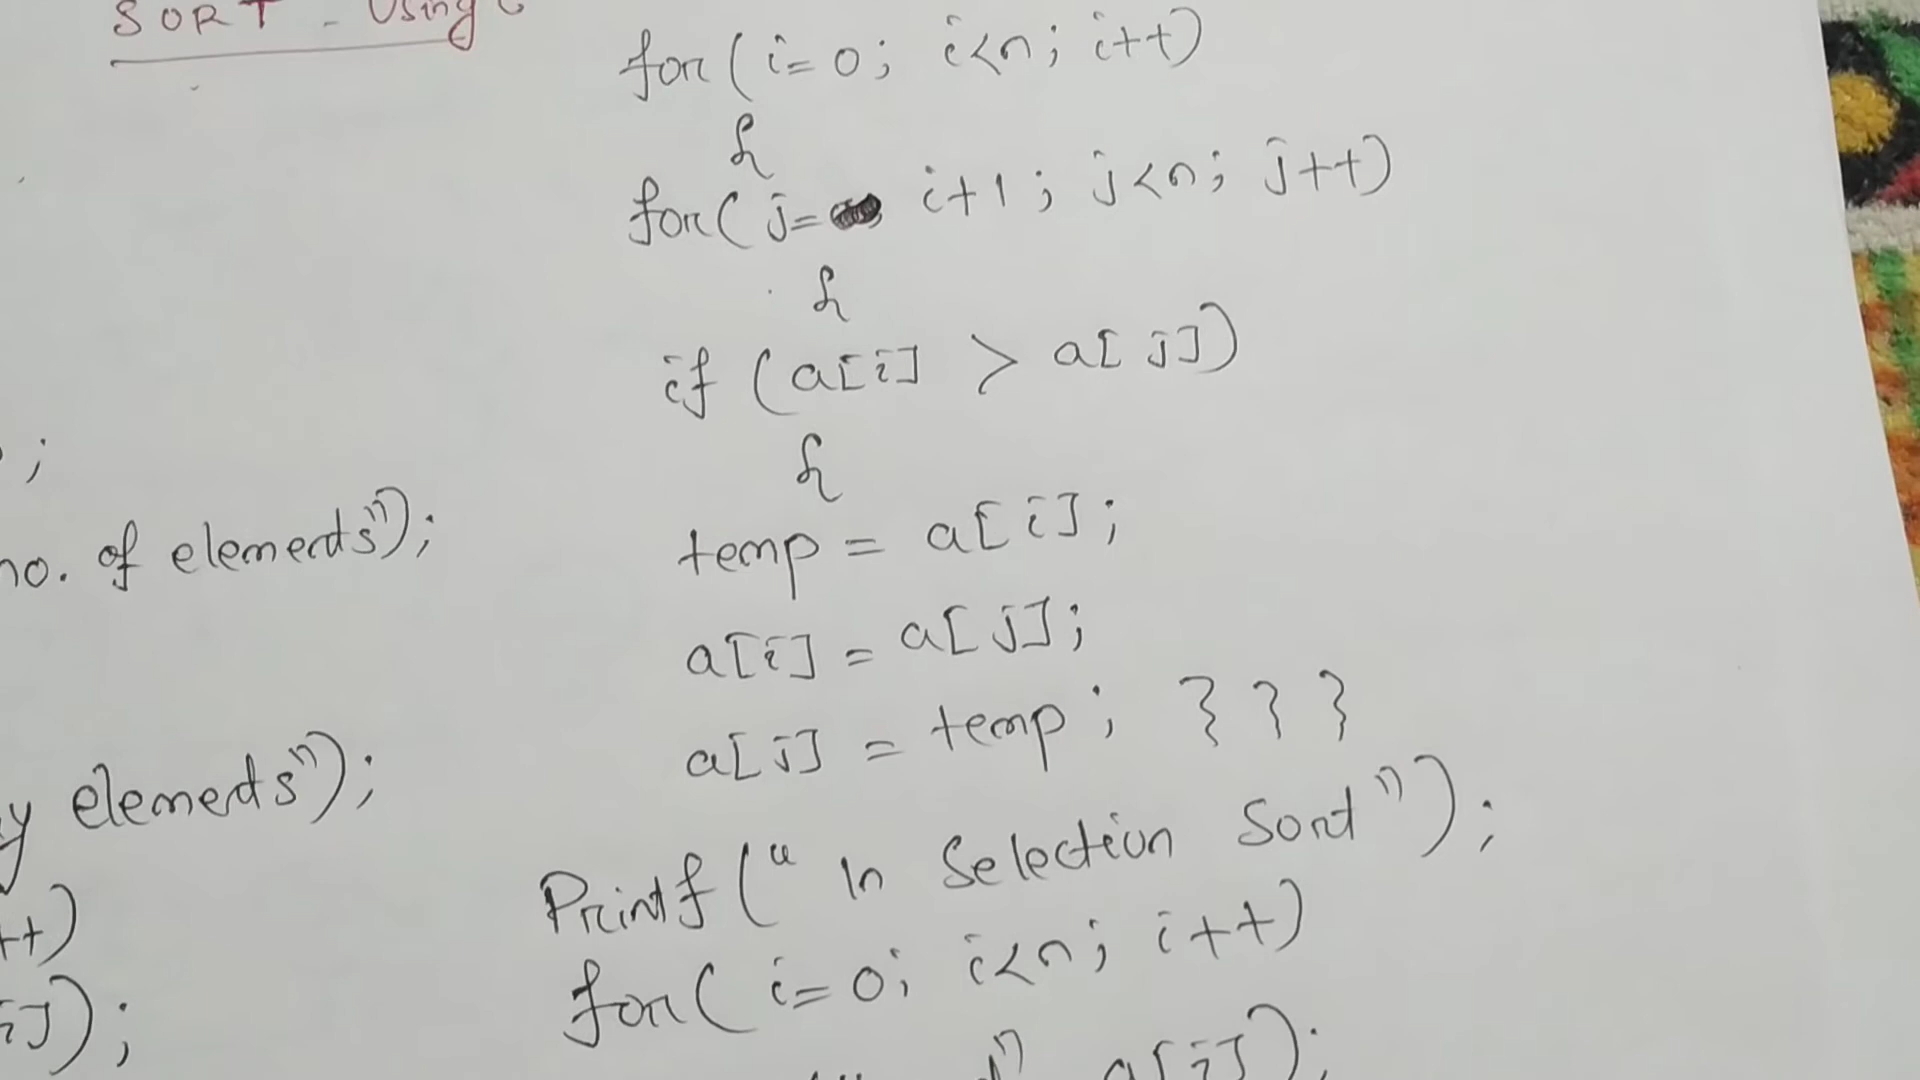 SORT - Using C
;
no. of elements");
y elements");
++)
i]);
for(i=0; i<n; i++)
{
for(j= i+1; j<n; j++)
{
if (a[i] > a[j])
{
temp = a[i];
a[i] = a[j];
a[j] = temp; } } }
Printf("In Selection Sort");
for(i=0; i<n; i++)
" a[i]);